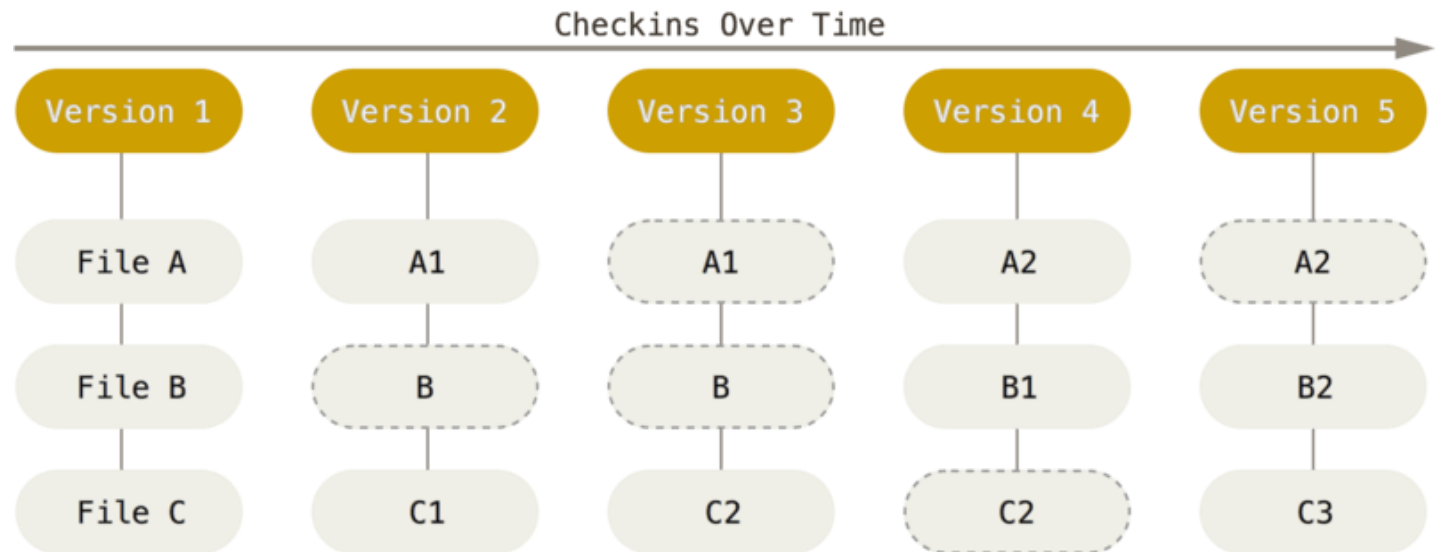 Checkins Over Time
Version 1 Version 2 Version 3 Version 4 Version 5
File A A1 A1 A2 A2
File B B B B1 B2
File C C1 C2 C2 C3